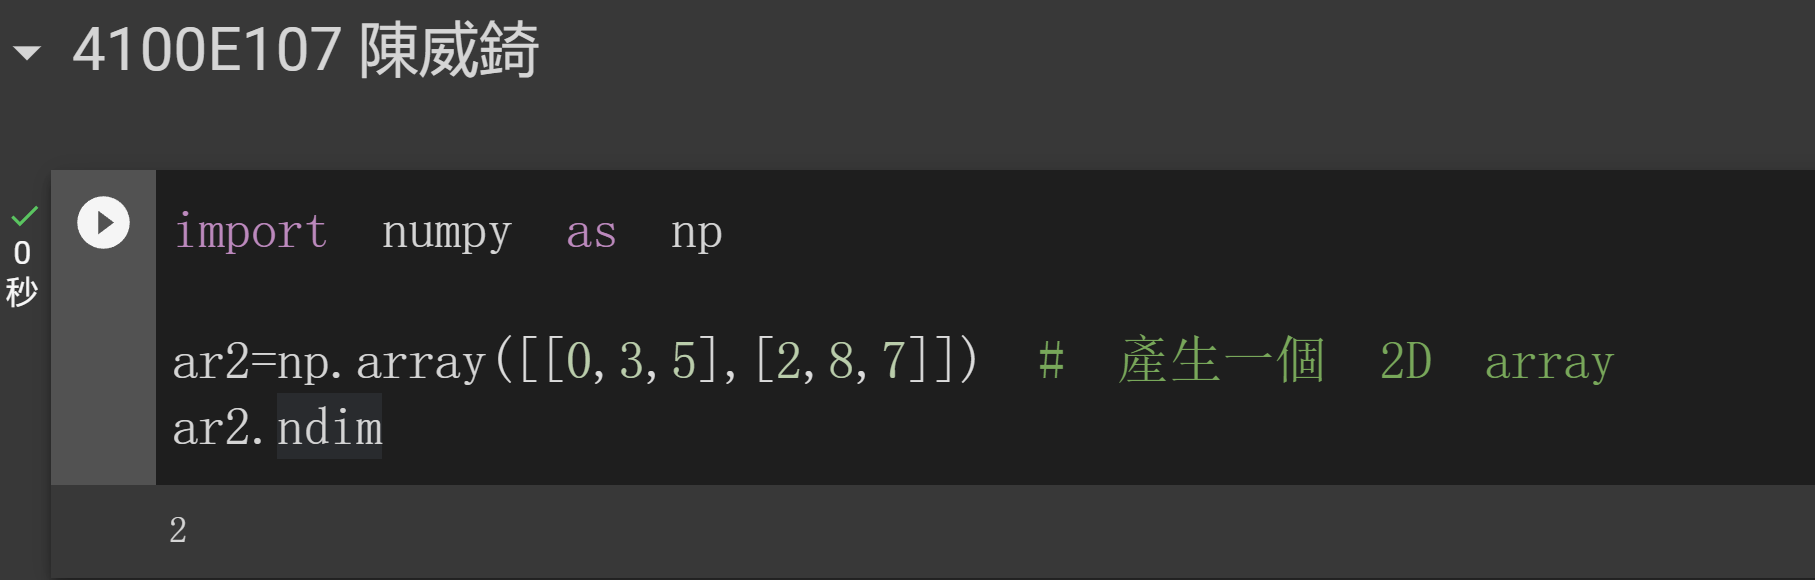 4100E107 陳威錡
import numpy as np
0
秒
ar2=np.array([[0,3,5],[2,8,7]]) # 產生一個 2D array
ar2.ndim
2